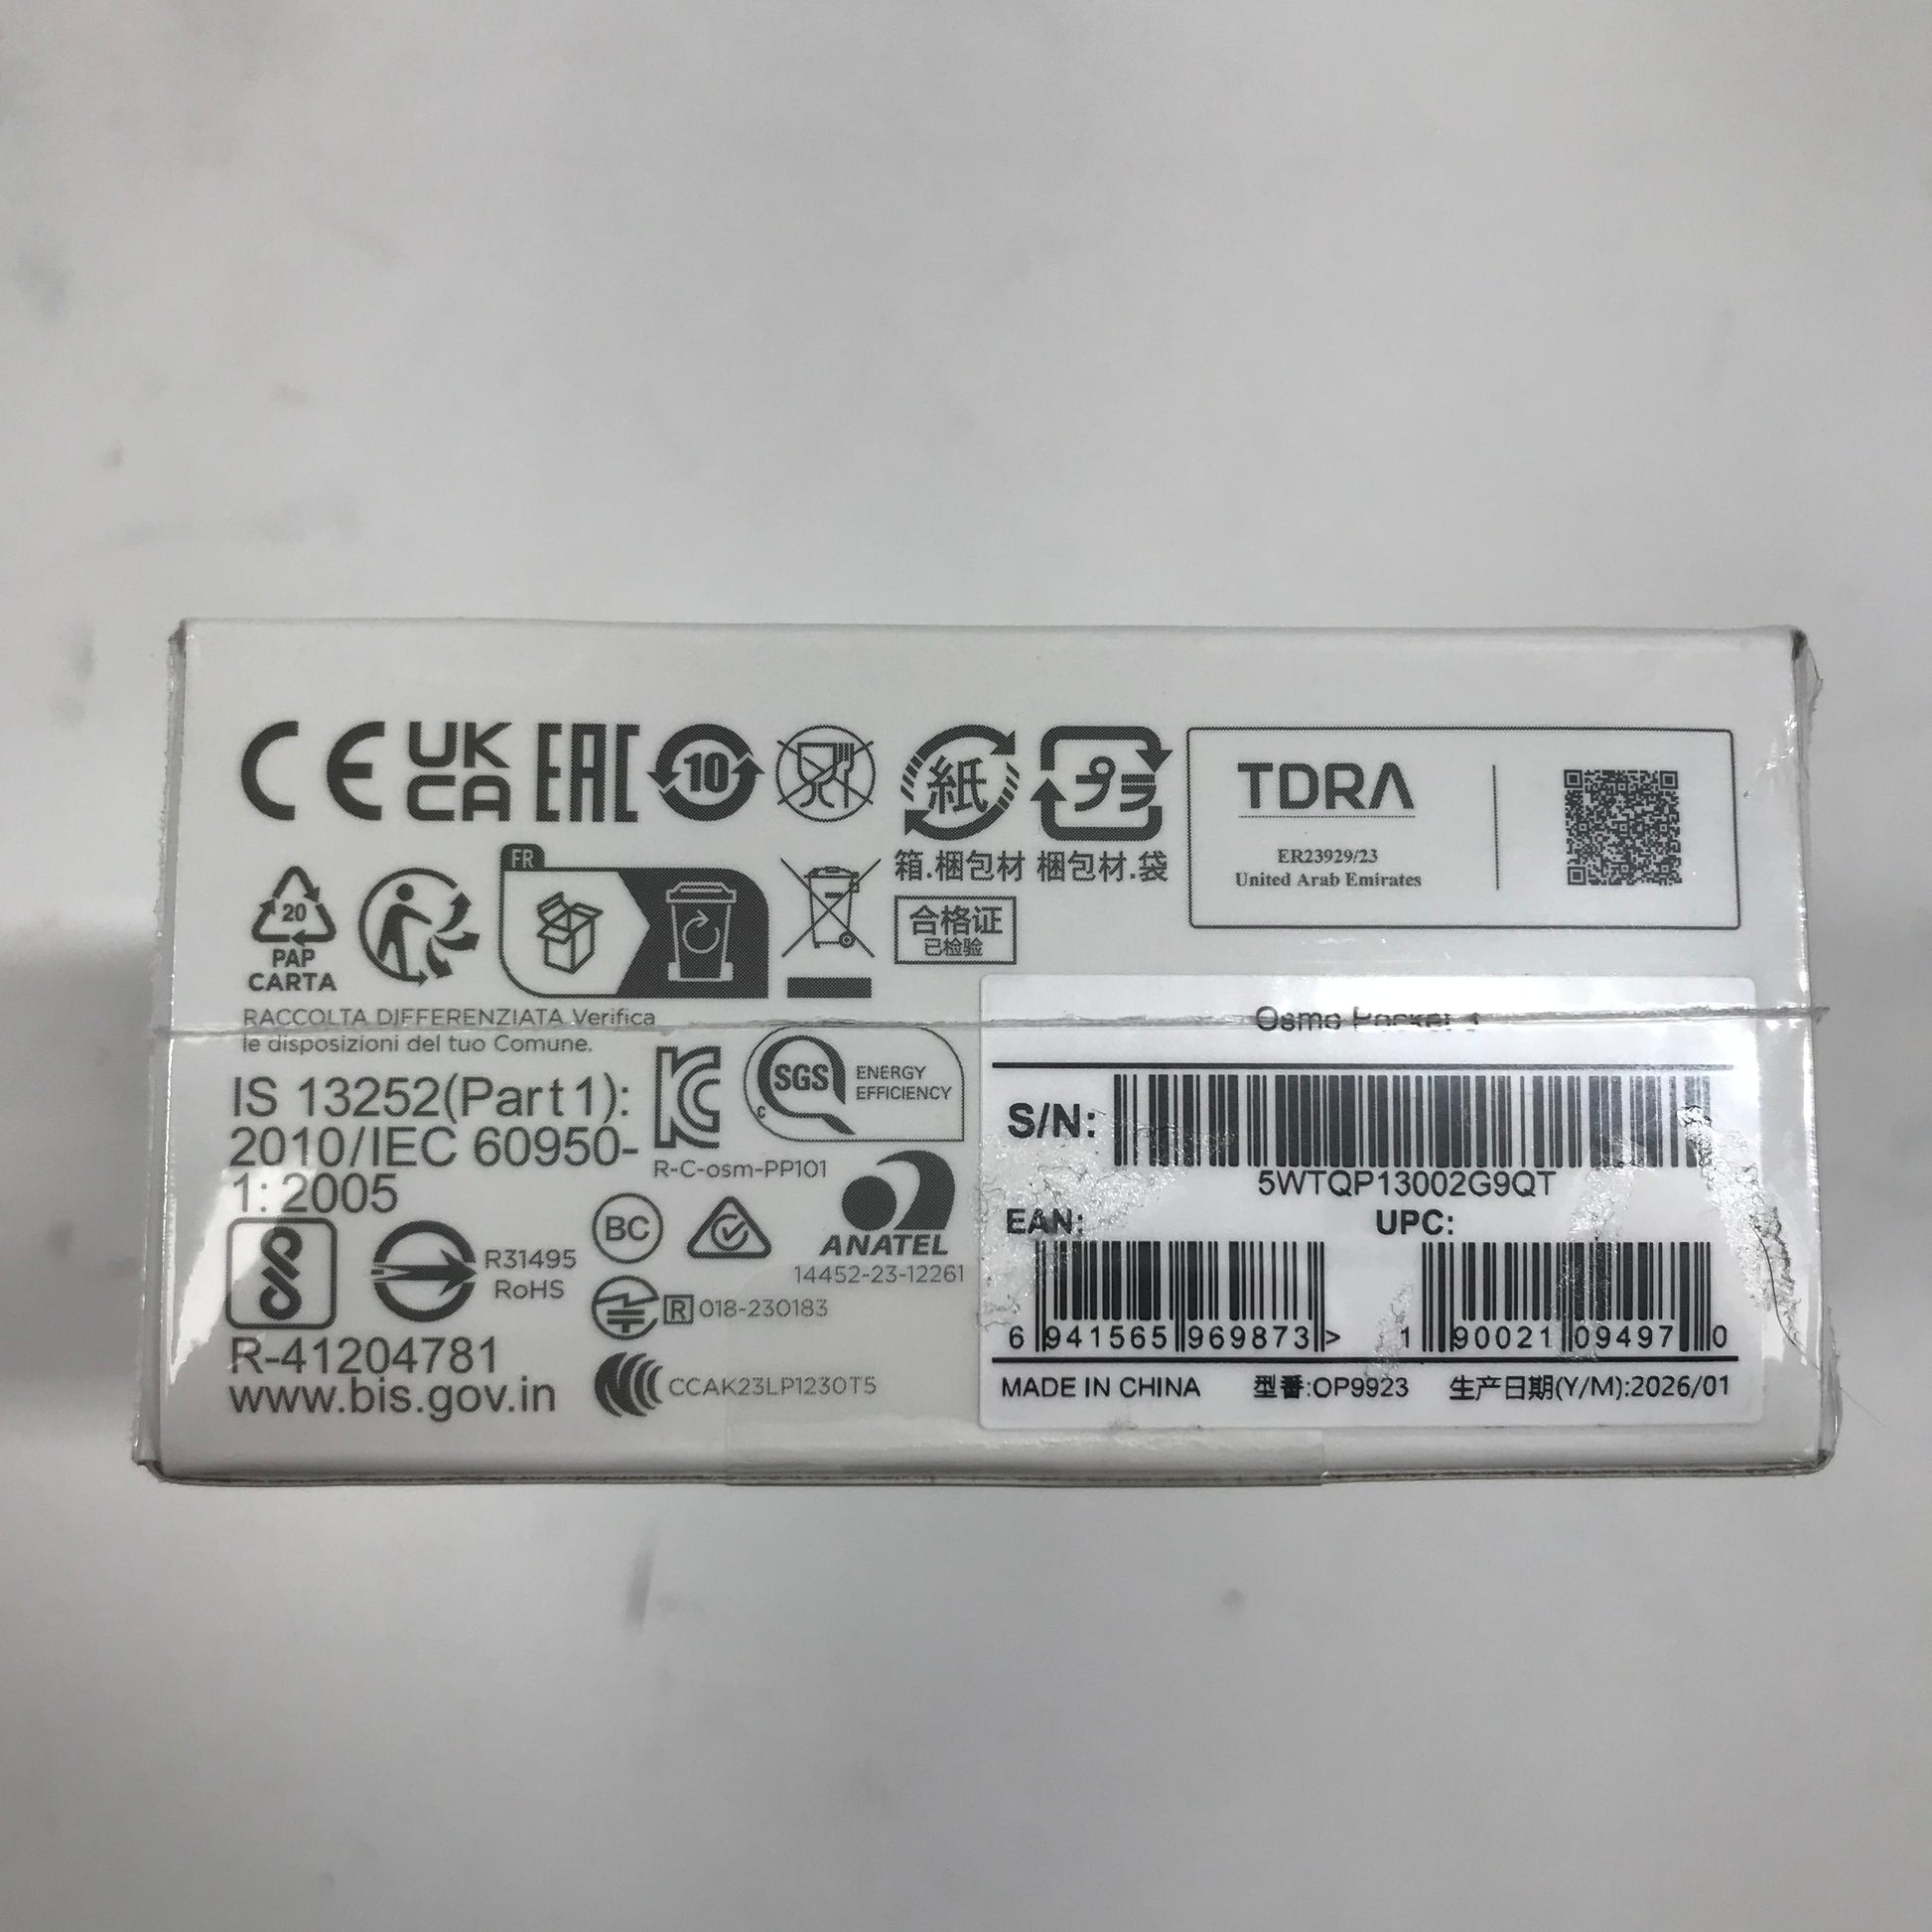 CE UK CA EAC 10 紙 プラ
箱.梱包材 梱包材.袋
TDRA
ER23929/23
United Arab Emirates
20
PAP
CARTA
FR
合格证
已检验
RACCOLTA DIFFERENZIATA Verifica
le disposizioni del tuo Comune.
IS 13252(Part 1):
2010/IEC 60950-
1: 2005
R-41204781
www.bis.gov.in
R31495
RoHS
R-C-osm-PP101
SGS
C
ENERGY
EFFICIENCY
BC
ANATEL
14452-23-12261
R 018-230183
CCAK23LP1230T5
Osmo Pocket
S/N:
5WTQP13002G9QT
EAN: UPC:
6 941565 969873 > 1 90021 09497 0
MADE IN CHINA 型番:OP9923 生产日期(Y/M):2026/01